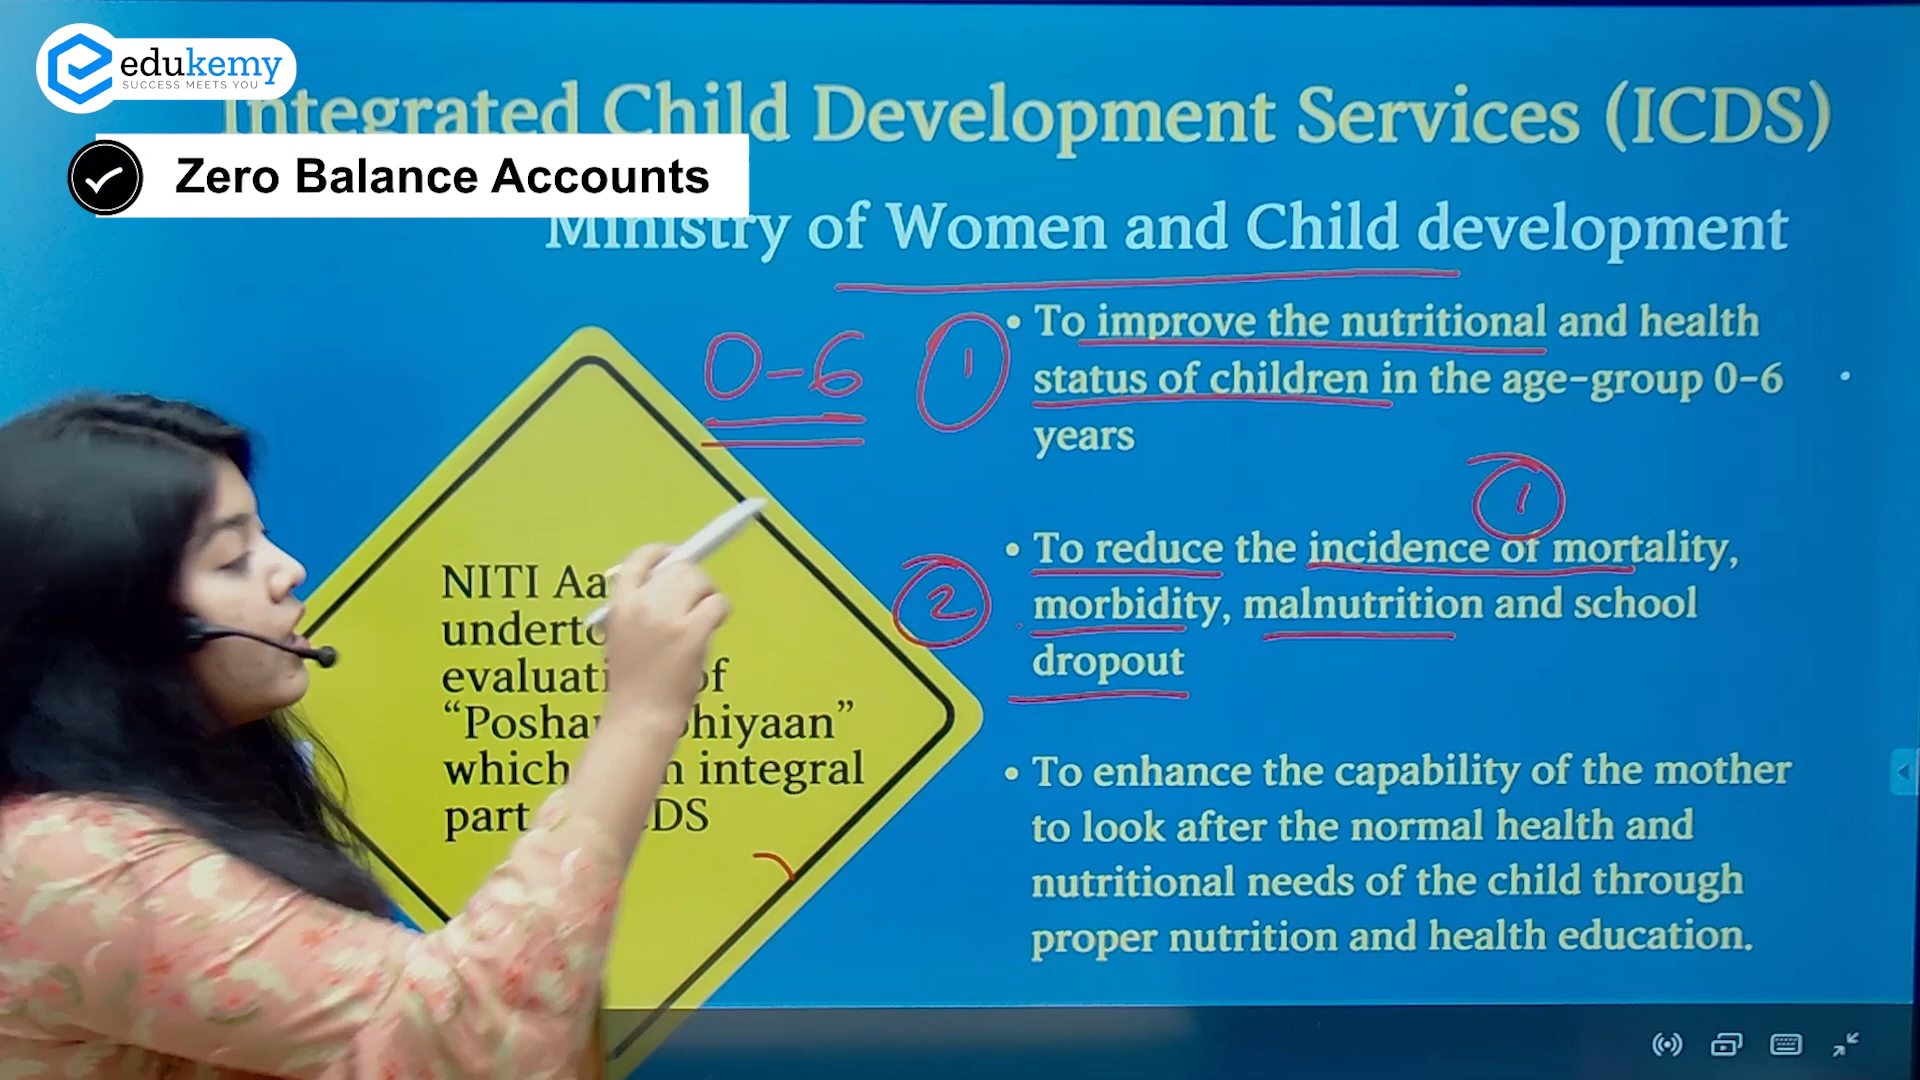 edukemy
SUCCESS MEETS YOU
Integrated Child Development Services (ICDS)
Zero Balance Accounts
Ministry of Women and Child development
0-6
1
• To improve the nutritional and health
status of children in the age-group 0-6
years
1
2
• To reduce the incidence of mortality,
morbidity, malnutrition and school
dropout
NITI
evaluati of
“Posha hiyaan”
which integral
part DS
• To enhance the capability of the mother
to look after the normal health and
nutritional needs of the child through
proper nutrition and health education.